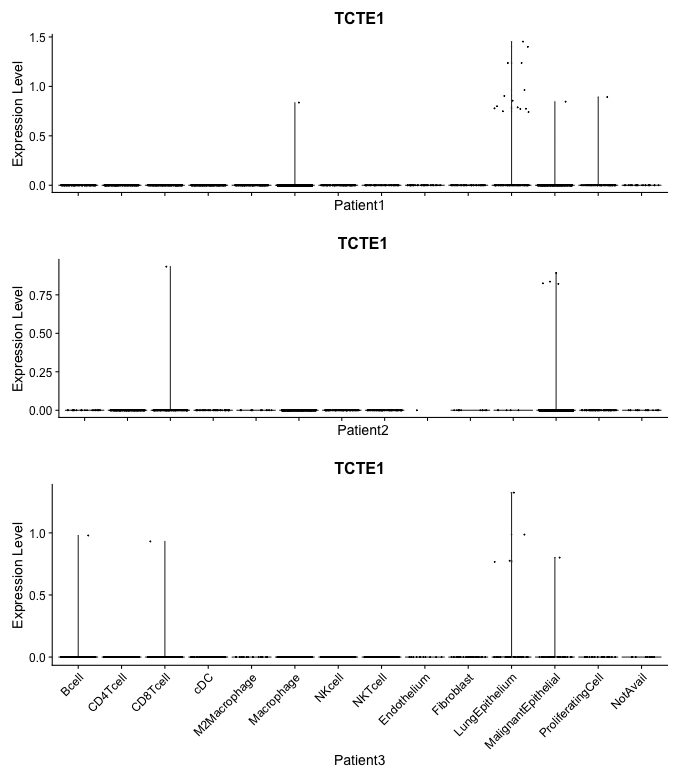 TCTE1
Expression Level
1.5
1.0
0.5
0.0
Patient1
TCTE1
Expression Level
0.75
0.50
0.25
0.00
Patient2
TCTE1
Expression Level
1.0
0.5
0.0
Bcell
CD4Tcell
CD8Tcell
cDC
M2Macrophage
Macrophage
NKcell
NKTcell
Endothelium
Fibroblast
LungEpithelium
MalignantEpithelial
ProliferatingCell
NotAvail
Patient3